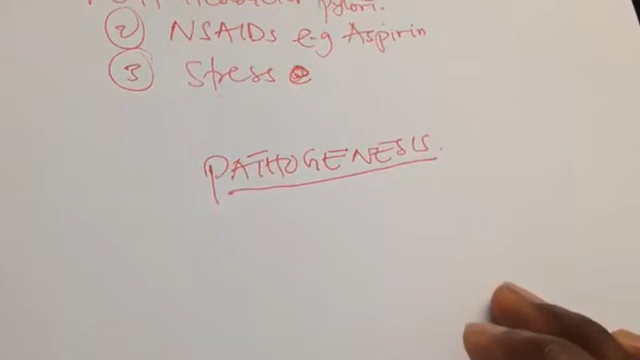 pylori.
② NSAIDs e.g Aspirin
③ Stress
PATHOGENESIS.